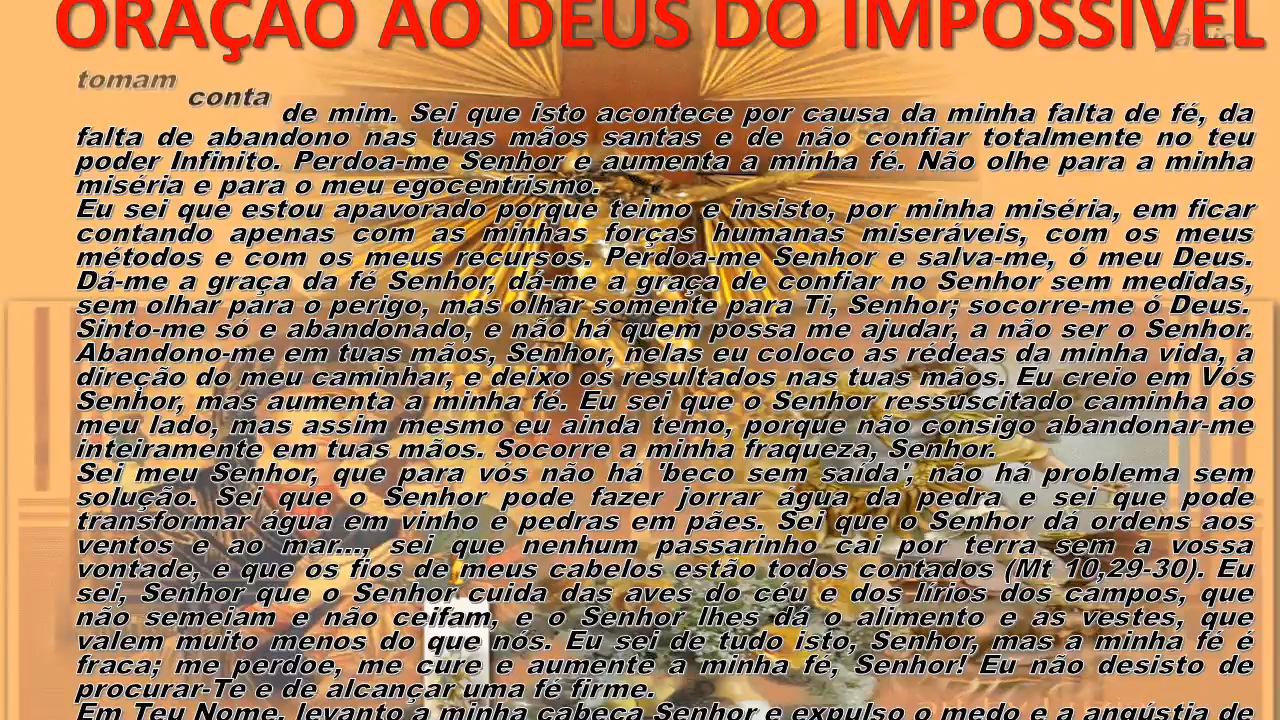 ORAÇÃO AO DEUS DO IMPOSSÍVEL
tomam
conta
de mim. Sei que isto acontece por causa da minha falta de fé, da
falta de abandono nas tuas mãos santas e de não confiar totalmente no teu
poder Infinito. Perdoa-me Senhor e aumenta a minha fé. Não olhe para a minha
miséria e para o meu egocentrismo.
Eu sei que estou apavorado porque teimo e insisto, por minha miséria, em ficar
contando apenas com as minhas forças humanas miseráveis, com os meus
métodos e com os meus recursos. Perdoa-me Senhor e salva-me, ó meu Deus.
Dá-me a graça da fé Senhor, dá-me a graça de confiar no Senhor sem medidas,
sem olhar para o perigo, mas olhar somente para Ti, Senhor; socorre-me ó Deus.
Sinto-me só e abandonado, e não há quem possa me ajudar, a não ser o Senhor.
Abandono-me em tuas mãos, Senhor, nelas eu coloco as rédeas da minha vida, a
direção do meu caminhar, e deixo os resultados nas tuas mãos. Eu creio em Vós
Senhor, mas aumenta a minha fé. Eu sei que o Senhor ressuscitado caminha ao
meu lado, mas assim mesmo eu ainda temo, porque não consigo abandonar-me
inteiramente em tuas mãos. Socorre a minha fraqueza, Senhor.
Sei meu Senhor, que para vós não há 'beco sem saída', não há problema sem
solução. Sei que o Senhor pode fazer jorrar água da pedra e sei que pode
transformar água em vinho e pedras em pães. Sei que o Senhor dá ordens aos
ventos e ao mar..., sei que nenhum passarinho cai por terra sem a vossa
vontade, e que os fios de meus cabelos estão todos contados (Mt 10,29-30). Eu
sei, Senhor que o Senhor cuida das aves do céu e dos lírios dos campos, que
não semeiam e não ceifam, e o Senhor lhes dá o alimento e as vestes, que
valem muito menos do que nós. Eu sei de tudo isto, Senhor, mas a minha fé é
fraca; me perdoe, me cure e aumente a minha fé, Senhor! Eu não desisto de
procurar-Te e de alcançar uma fé firme.
Em Teu Nome, levanto a minha cabeça Senhor e expulso o medo e a angústia de